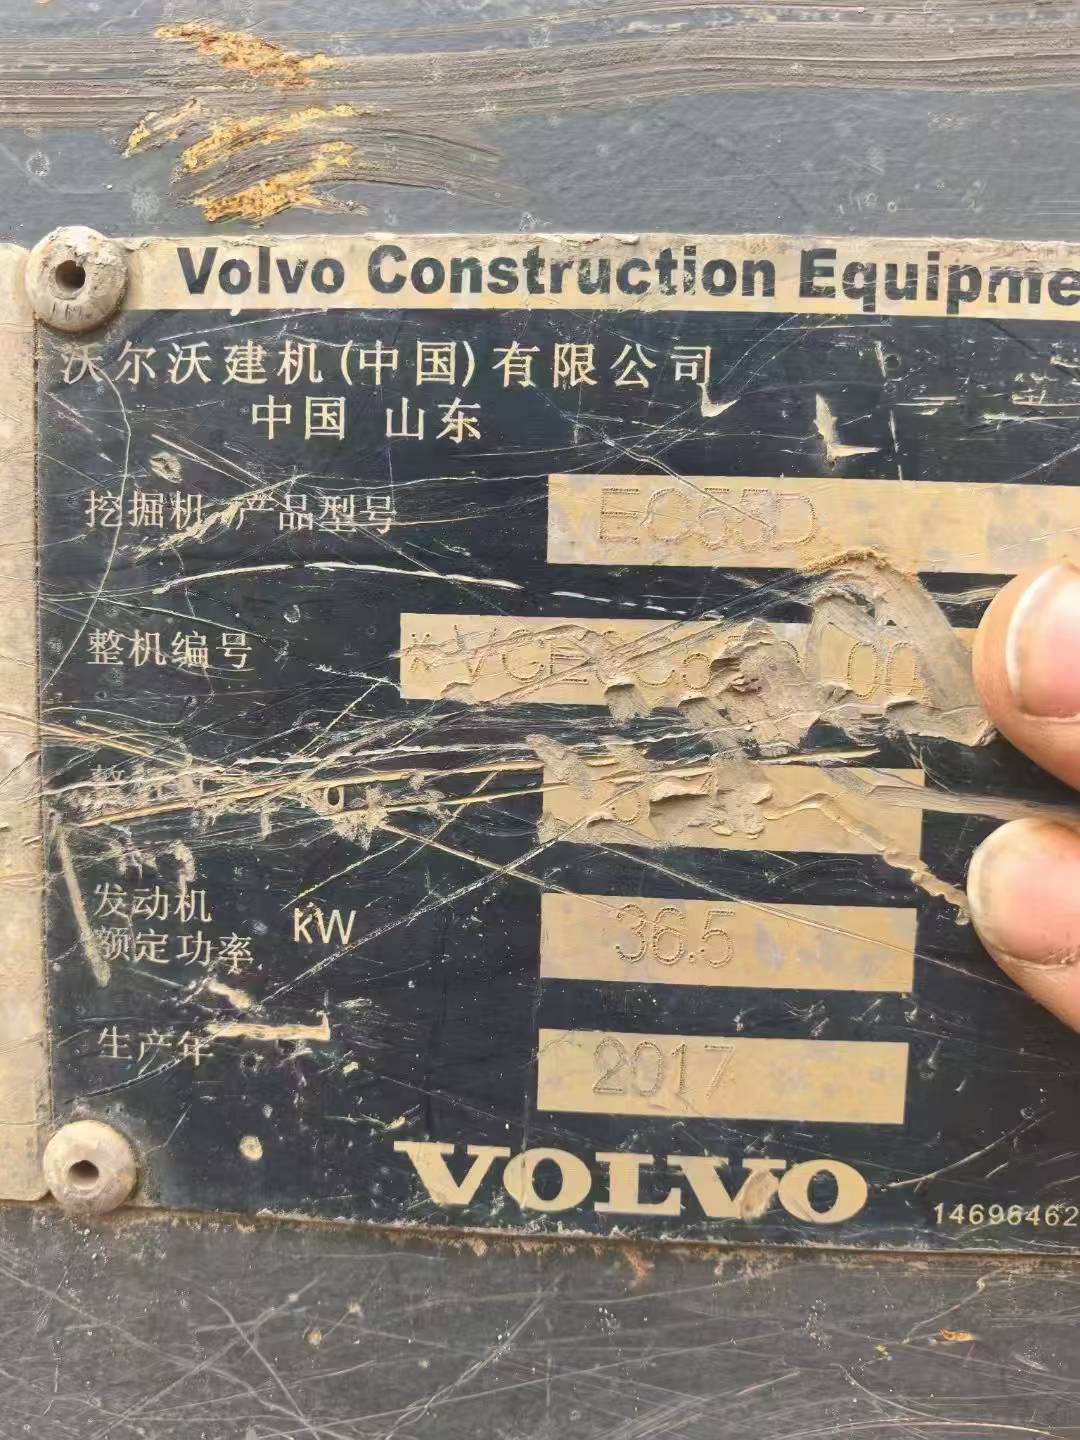 Volvo Construction Equipme
沃尔沃建机(中国)有限公司
中国 山东
挖掘机 产品型号 EC55D
整机编号
发动机
额定功率 kW 36.5
生产年 2017
VOLVO
14696462